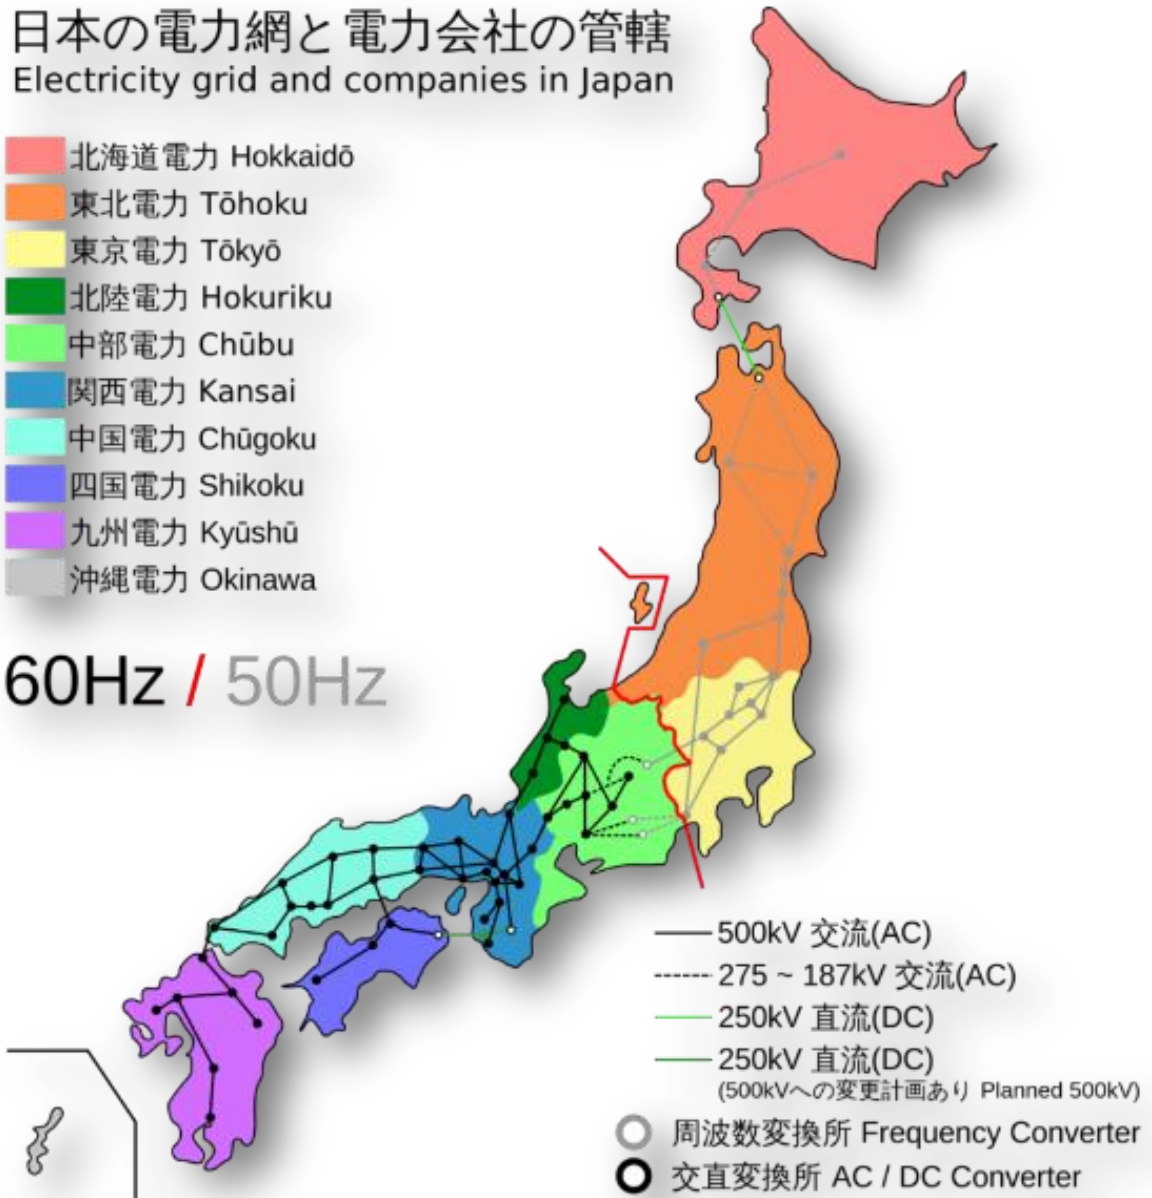 日本の電力網と電力会社の管轄
Electricity grid and companies in Japan
北海道電力 Hokkaidō
東北電力 Tōhoku
東京電力 Tōkyō
北陸電力 Hokuriku
中部電力 Chūbu
関西電力 Kansai
中国電力 Chūgoku
四国電力 Shikoku
九州電力 Kyūshū
沖縄電力 Okinawa
60Hz / 50Hz
500kV 交流(AC)
275 ~ 187kV 交流(AC)
250kV 直流(DC)
250kV 直流(DC)
(500kVへの変更計画あり Planned 500kV)
周波数変換所 Frequency Converter
交直変換所 AC / DC Converter